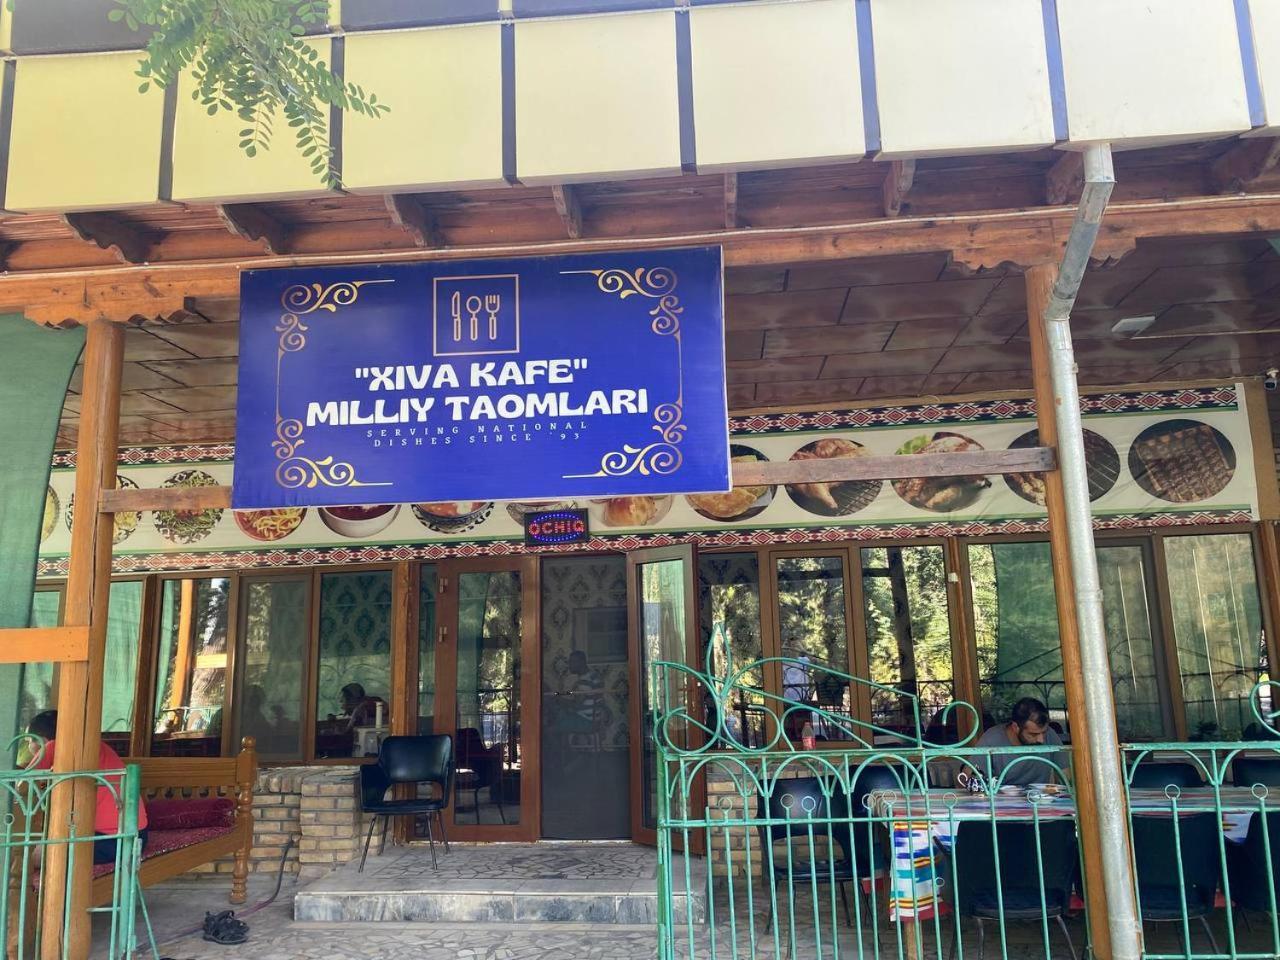 "XIVA KAFE"
MILLIY TAOMLARI
SERVING NATIONAL
DISHES SINCE '93
OCHIQ